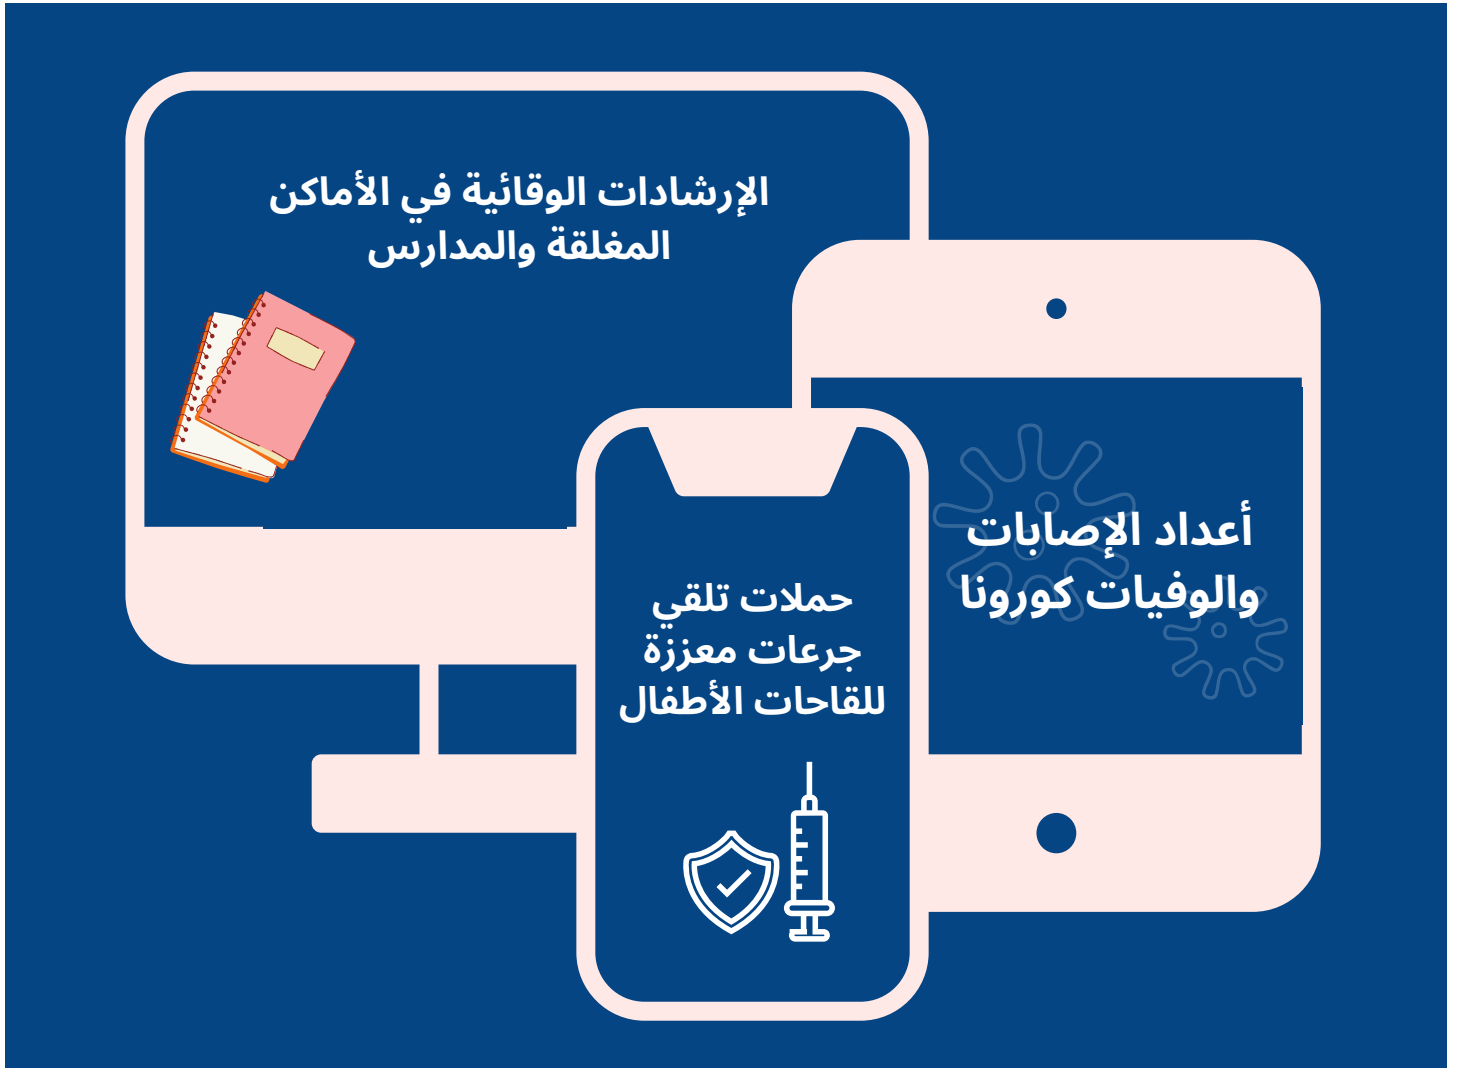 الإرشادات الوقائية في الأماكن
المغلقة والمدارس
أعداد الإصابات
والوفيات كورونا
حملات تلقي
جرعات معززة
للقاحات الأطفال